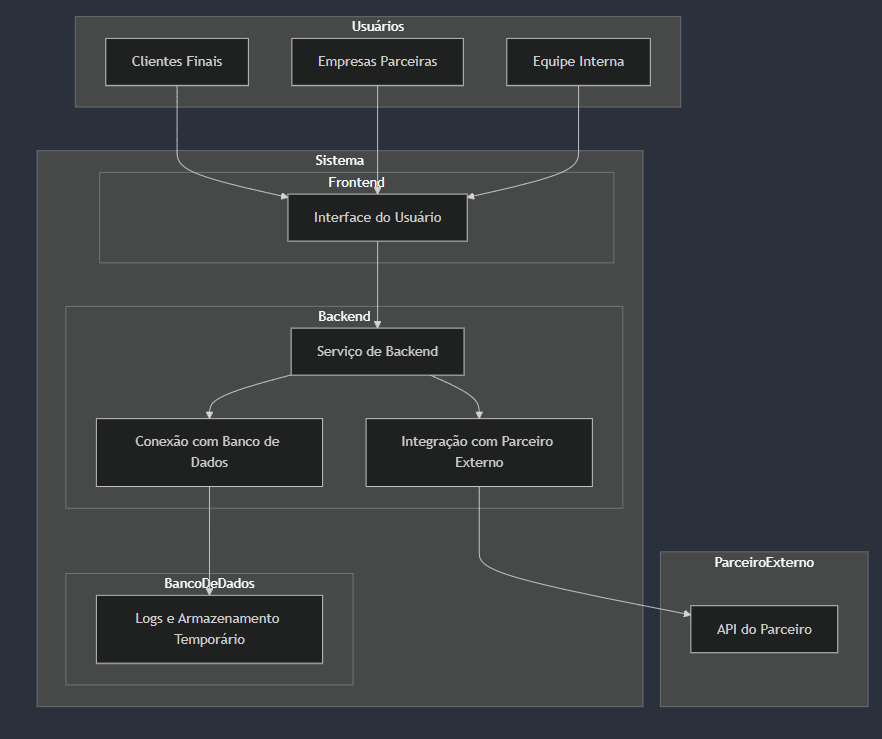 Usuários
Clientes Finais
Empresas Parceiras
Equipe Interna
Sistema
Frontend
Interface do Usuário
Backend
Serviço de Backend
Conexão com Banco de
Dados
Integração com Parceiro
Externo
BancoDeDados
Logs e Armazenamento
Temporário
ParceiroExterno
API do Parceiro